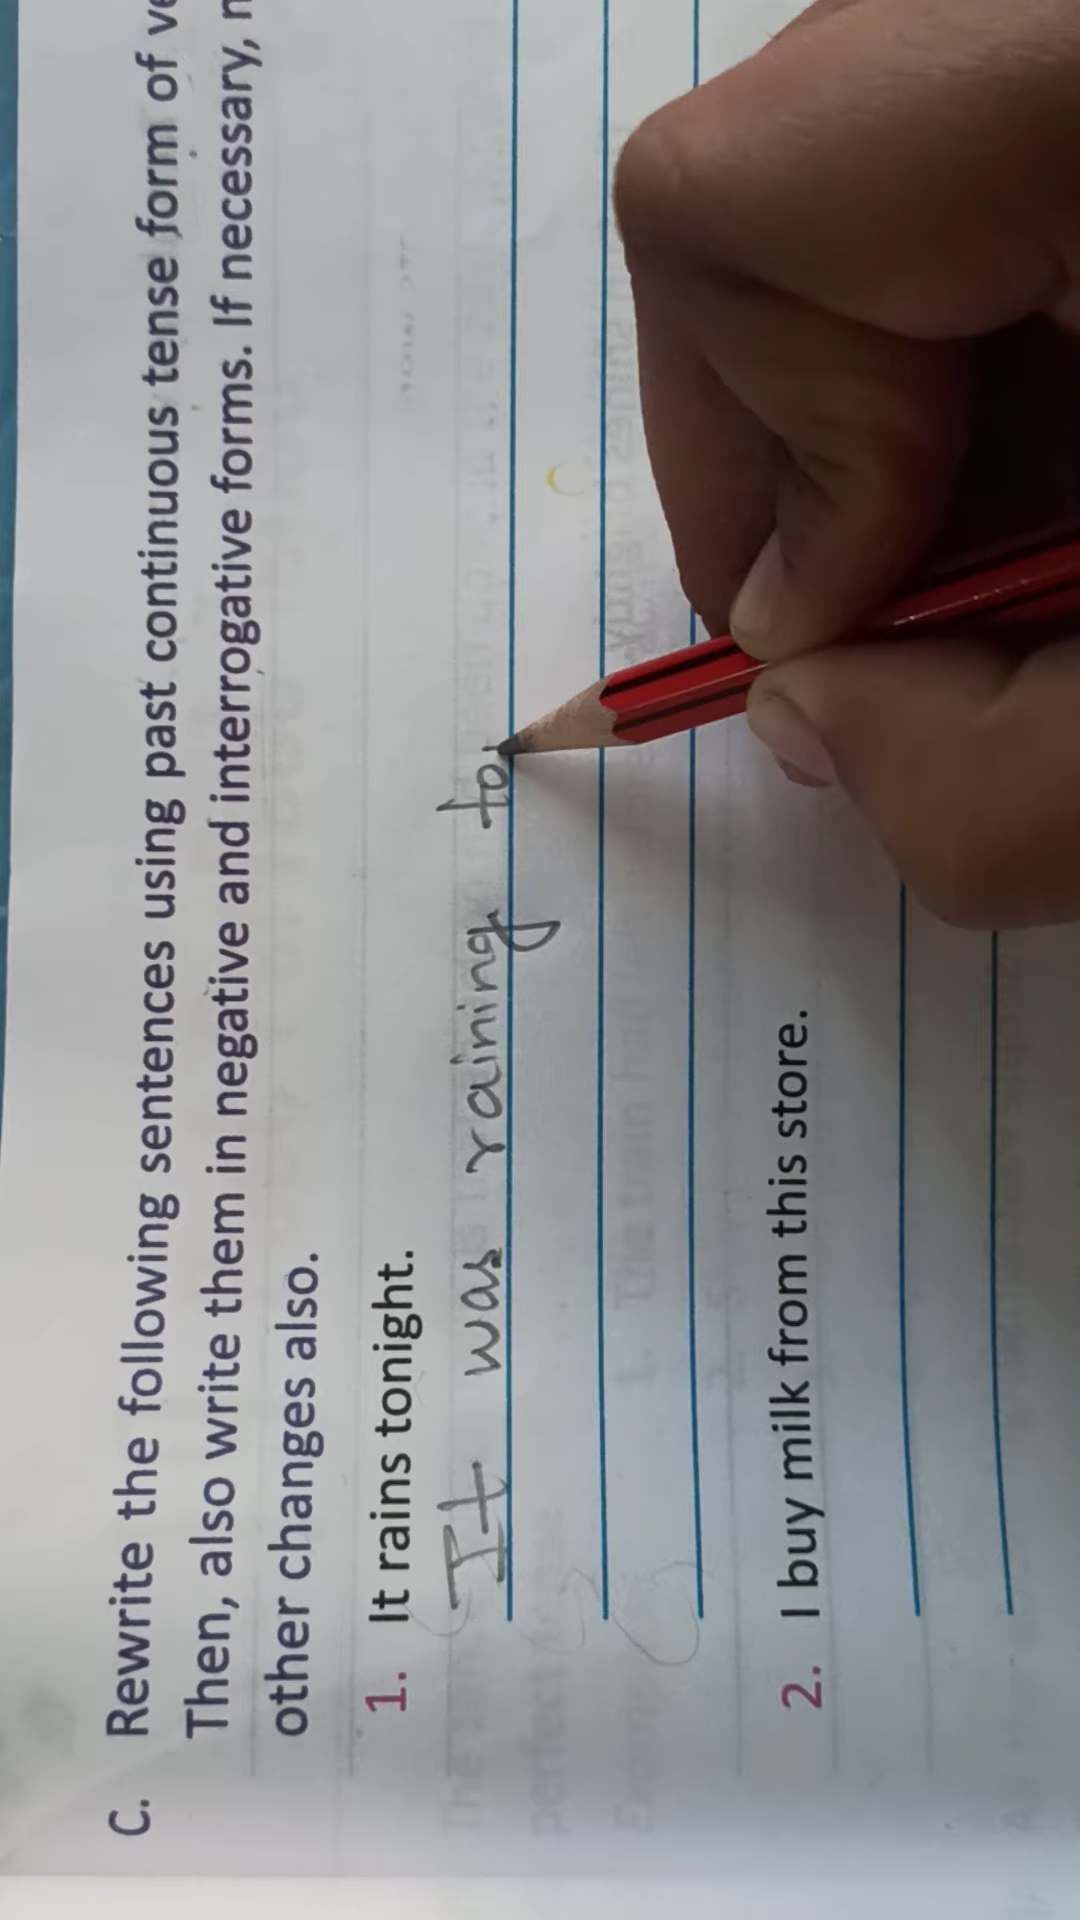 C. Rewrite the following sentences using past continuous tense form of
Then, also write them in negative and interrogative forms. If necessary,
other changes also.
1. It rains tonight.
It was raining to
2. I buy milk from this store.